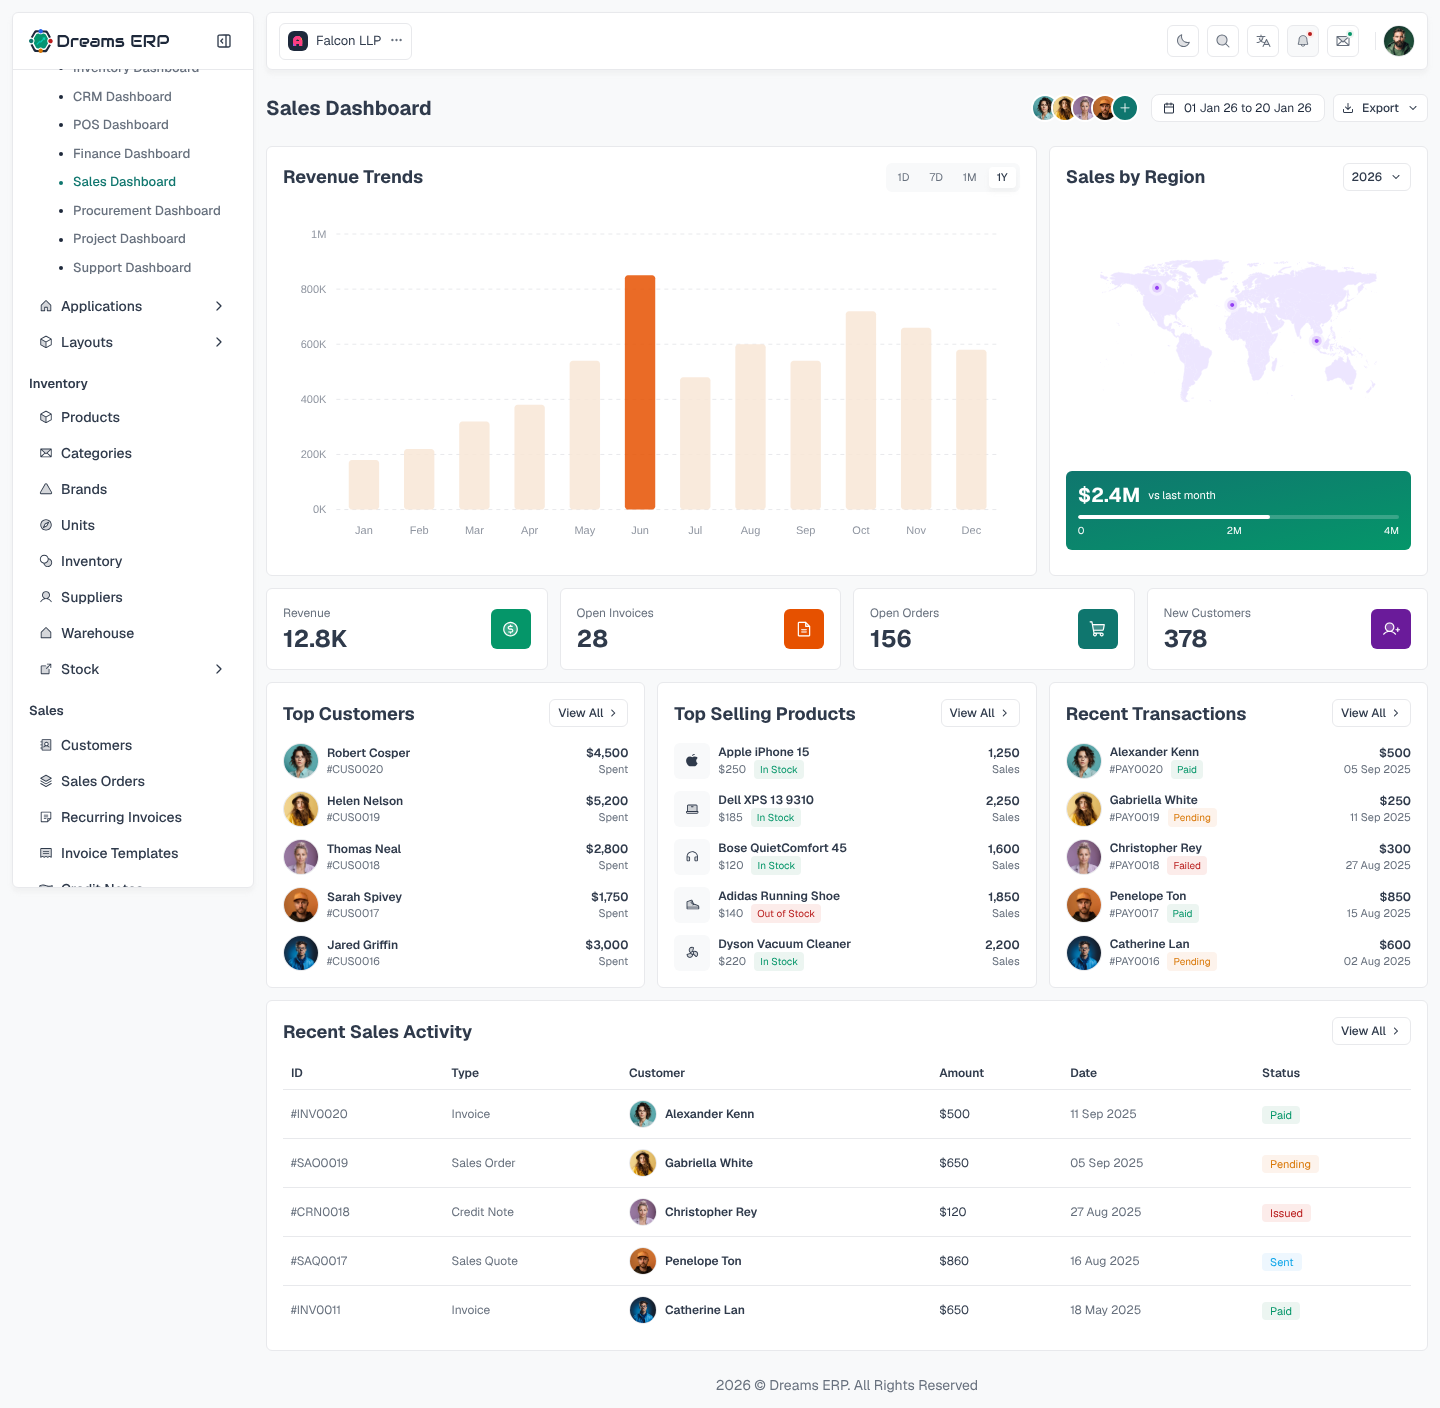 Dreams ERP
Inventory Dashboard
CRM Dashboard
POS Dashboard
Finance Dashboard
Sales Dashboard
Procurement Dashboard
Project Dashboard
Support Dashboard
Applications
Layouts
Inventory
Products
Categories
Brands
Units
Inventory
Suppliers
Warehouse
Stock
Sales
Customers
Sales Orders
Recurring Invoices
Invoice Templates
Credit Notes
Falcon LLP
Sales Dashboard
01 Jan 26 to 20 Jan 26
Export
Revenue Trends
1D 7D 1M 1Y
1M
800K
600K
400K
200K
0K
Jan Feb Mar Apr May Jun Jul Aug Sep Oct Nov Dec
Sales by Region
2026
$2.4M vs last month
0 2M 4M
Revenue
12.8K
Open Invoices
28
Open Orders
156
New Customers
378
Top Customers
View All
Robert Cosper $4,500
#CUS0020 Spent
Helen Nelson $5,200
#CUS0019 Spent
Thomas Neal $2,800
#CUS0018 Spent
Sarah Spivey $1,750
#CUS0017 Spent
Jared Griffin $3,000
#CUS0016 Spent
Top Selling Products
View All
Apple iPhone 15 1,250
$250 In Stock Sales
Dell XPS 13 9310 2,250
$185 In Stock Sales
Bose QuietComfort 45 1,600
$120 In Stock Sales
Adidas Running Shoe 1,850
$140 Out of Stock Sales
Dyson Vacuum Cleaner 2,200
$220 In Stock Sales
Recent Transactions
View All
Alexander Kenn $500
#PAY0020 Paid 05 Sep 2025
Gabriella White $250
#PAY0019 Pending 11 Sep 2025
Christopher Rey $300
#PAY0018 Failed 27 Aug 2025
Penelope Ton $850
#PAY0017 Paid 15 Aug 2025
Catherine Lan $600
#PAY0016 Pending 02 Aug 2025
Recent Sales Activity
View All
ID Type Customer Amount Date Status
#INV0020 Invoice Alexander Kenn $500 11 Sep 2025 Paid
#SAO0019 Sales Order Gabriella White $650 05 Sep 2025 Pending
#CRN0018 Credit Note Christopher Rey $120 27 Aug 2025 Issued
#SAQ0017 Sales Quote Penelope Ton $860 16 Aug 2025 Sent
#INV0011 Invoice Catherine Lan $650 18 May 2025 Paid
2026 © Dreams ERP. All Rights Reserved